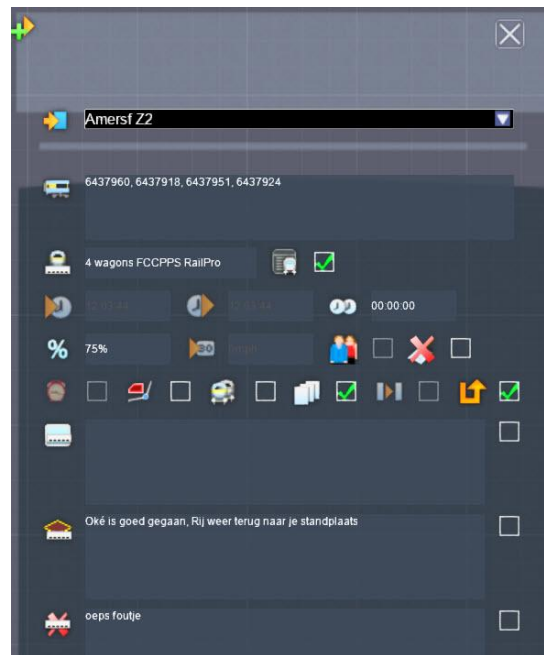 Amersf Z2
6437960, 6437918, 6437951, 6437924
4 wagons FCCPPS RailPro
00:00:00
% 75%
30
Oké is goed gegaan, Rij weer terug naar je standplaats
oeps foutje